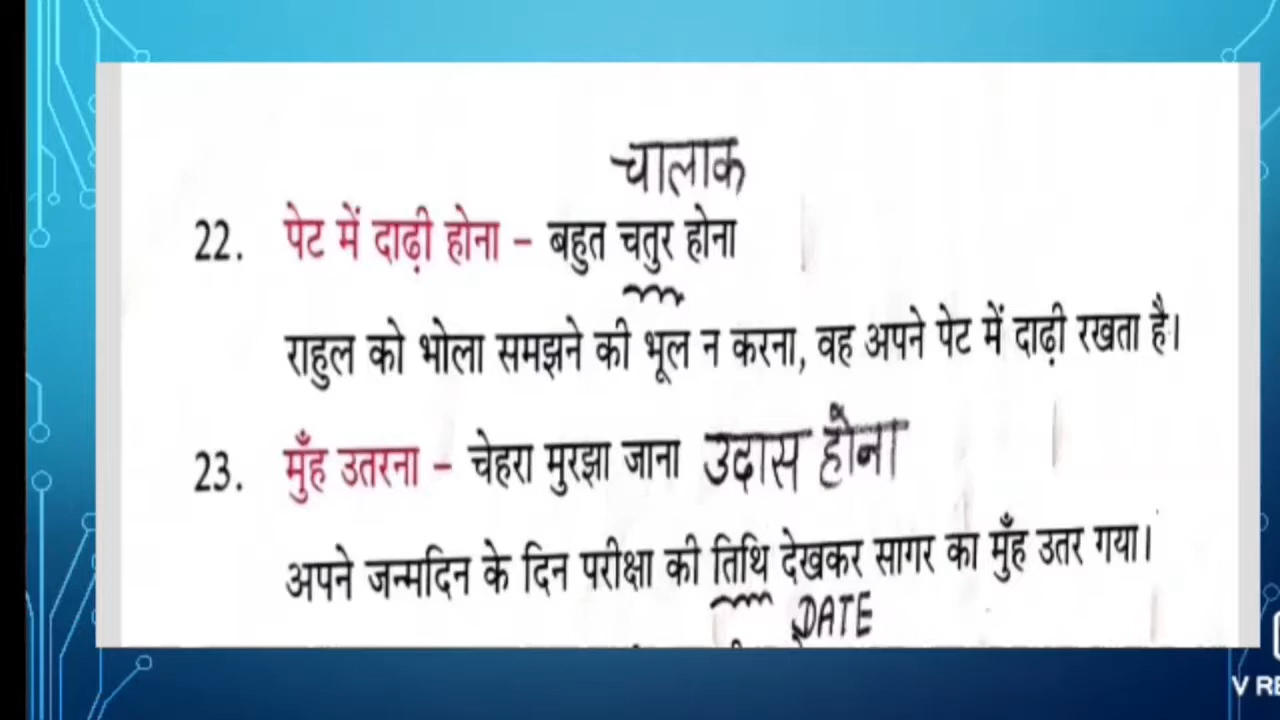 चालाक
22. पेट में दाढ़ी होना – बहुत चतुर होना
राहुल को भोला समझने की भूल न करना, वह अपने पेट में दाढ़ी रखता है।
23. मुँह उतरना – चेहरा मुरझा जाना उदास होना
अपने जन्मदिन के दिन परीक्षा की तिथि देखकर सागर का मुँह उतर गया।
DATE
V RE